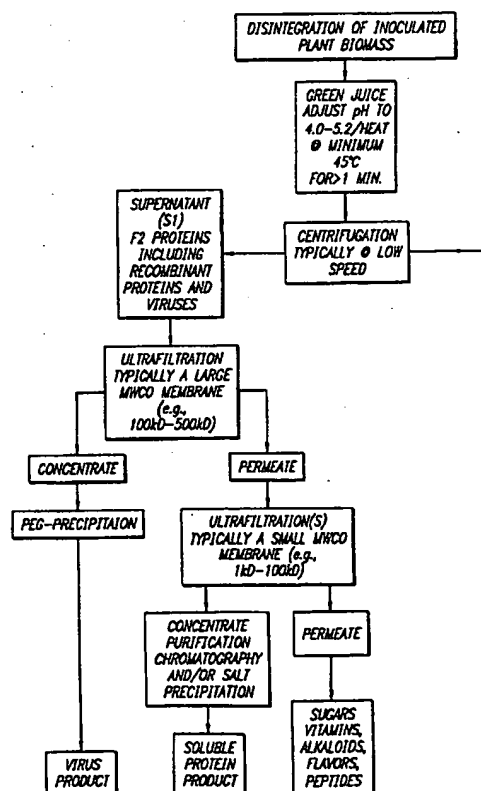 DISINTEGRATION OF INOCULATED
PLANT BIOMASS
GREEN JUICE
ADJUST pH TO
4.0-5.2/HEAT
@ MINIMUM
45°C
FOR>1 MIN.
SUPERNATANT
(S1)
F2 PROTEINS
INCLUDING
RECOMBINANT
PROTEINS AND
VIRUSES
CENTRIFUGATION
TYPICALLY @ LOW
SPEED
ULTRAFILTRATION
TYPICALLY A LARGE
MWCO MEMBRANE
(e.g.,
100kD-500kD)
CONCENTRATE
PERMEATE
PEG-PRECIPITAION
ULTRAFILTRATION(S)
TYPICALLY A SMALL MWCO
MEMBRANE (e.g.,
1kD-100kD)
CONCENTRATE
PURIFICATION
CHROMATOGRAPHY
AND/OR SALT
PRECIPITATION
PERMEATE
VIRUS
PRODUCT
SOLUBLE
PROTEIN
PRODUCT
SUGARS
VITAMINS,
ALKALOIDS,
FLAVORS,
PEPTIDES